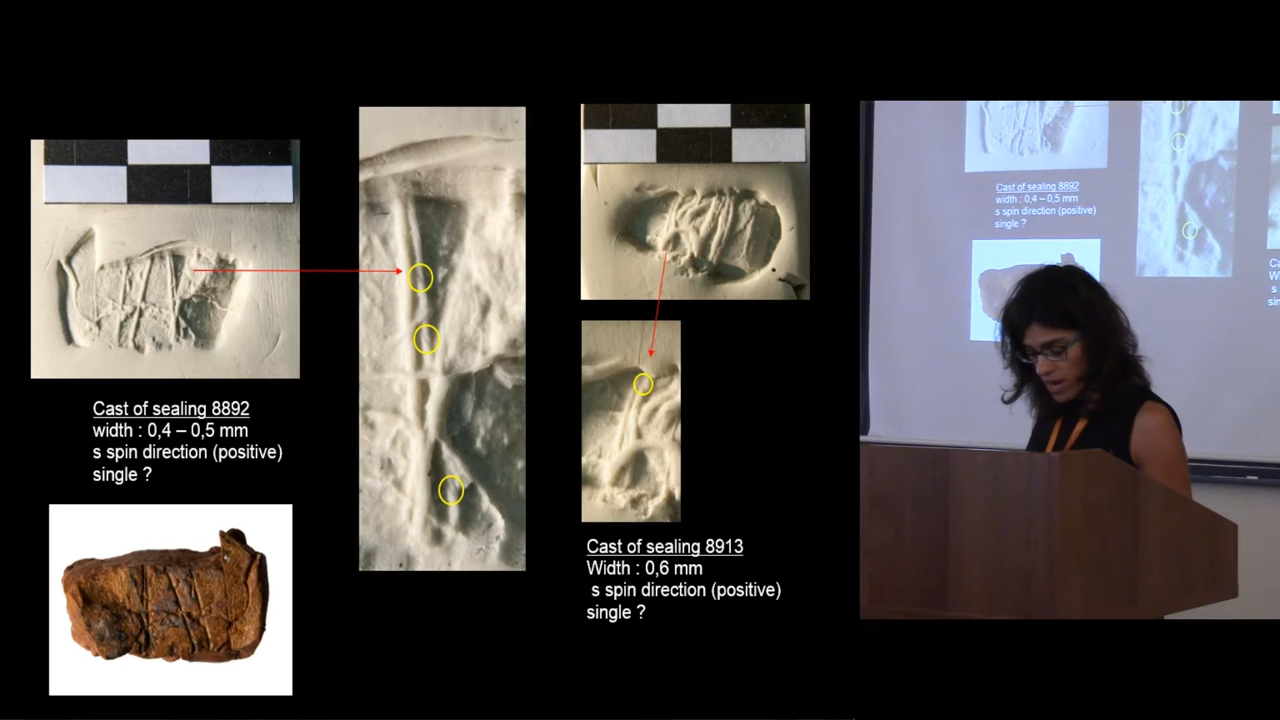 Cast of sealing 8892
width : 0,4 – 0,5 mm
s spin direction (positive)
single ?
Cast of sealing 8913
Width : 0,6 mm
s spin direction (positive)
single ?
Cast of sealing 8892
width : 0,4 – 0,5 mm
s spin direction (positive)
single ?